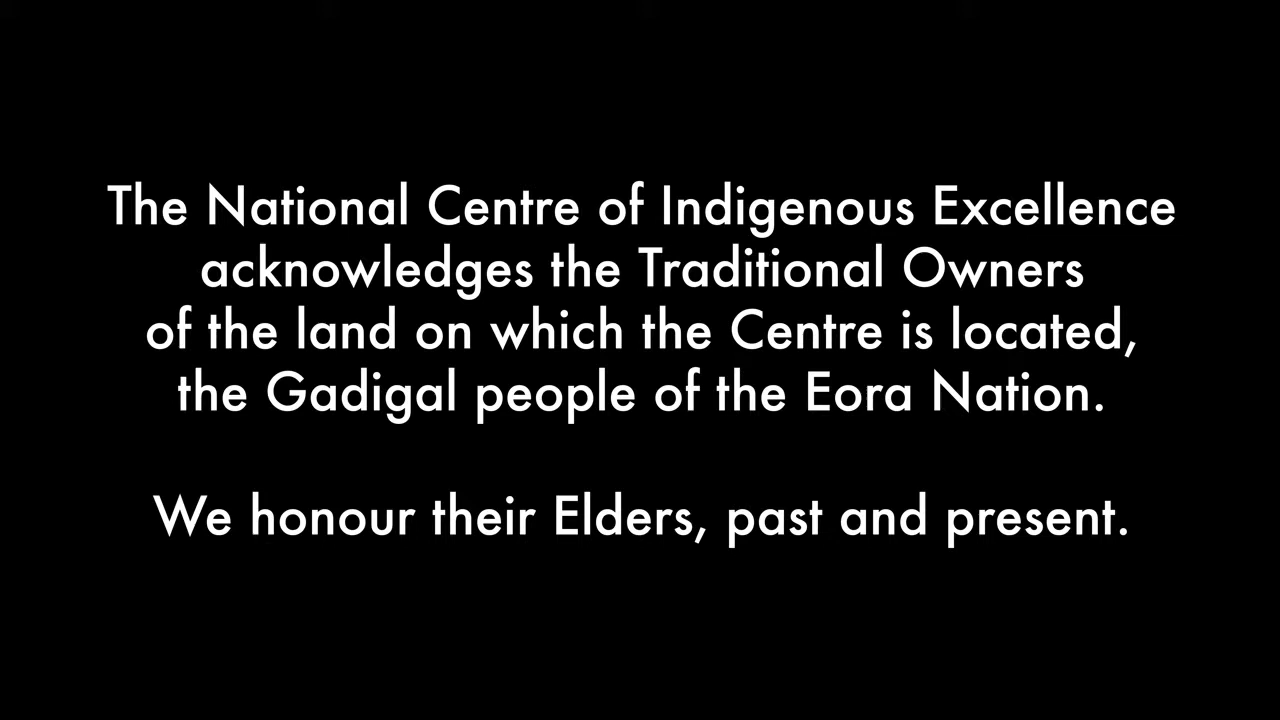 The National Centre of Indigenous Excellence
acknowledges the Traditional Owners
of the land on which the Centre is located,
the Gadigal people of the Eora Nation.
We honour their Elders, past and present.